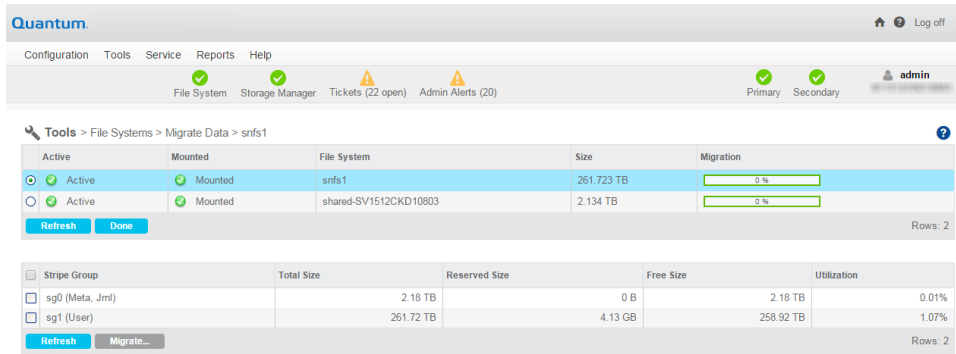 Quantum.
Log off
Configuration Tools Service Reports Help
File System Storage Manager Tickets (22 open) Admin Alerts (20) Primary Secondary admin
Tools > File Systems > Migrate Data > snfs1
Active Mounted File System Size Migration
Active Mounted snfs1 261.723 TB 0 %
Active Mounted shared-SV1512CKD10803 2.134 TB 0 %
Refresh Done Rows: 2
Stripe Group Total Size Reserved Size Free Size Utilization
sg0 (Meta, Jrnl) 2.18 TB 0 B 2.18 TB 0.01%
sg1 (User) 261.72 TB 4.13 GB 258.92 TB 1.07%
Refresh Migrate... Rows: 2